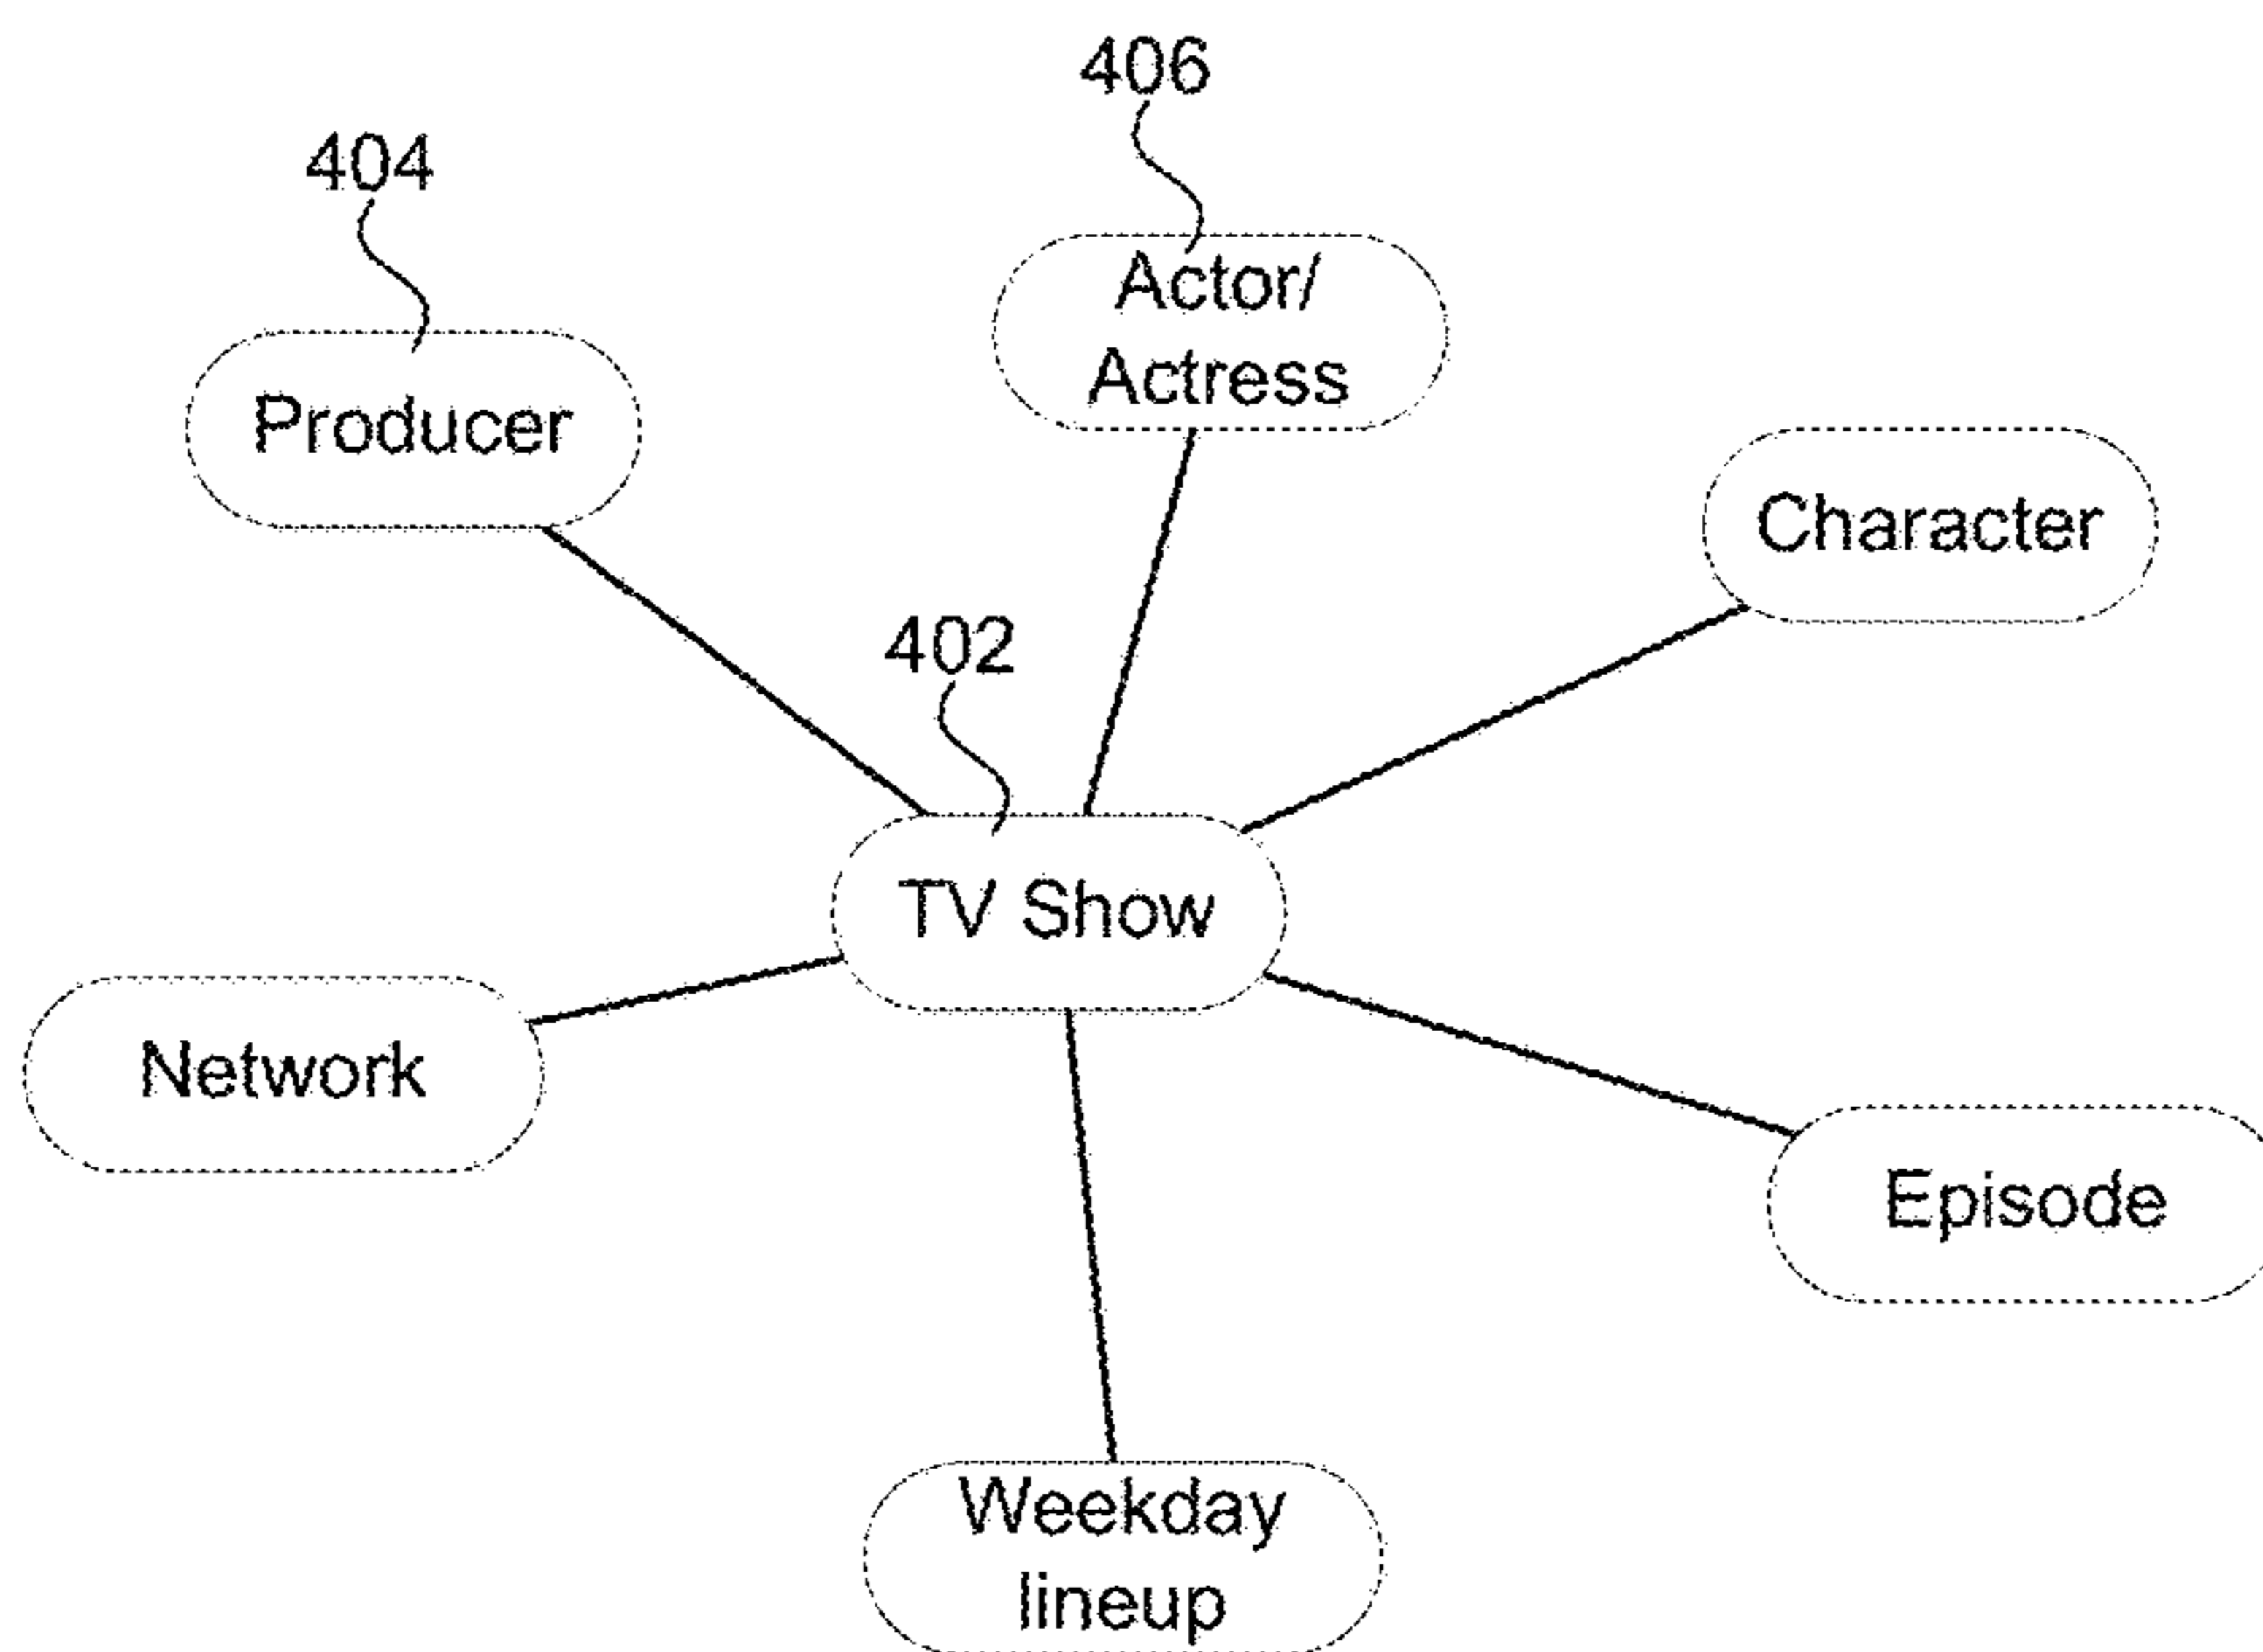 406
404
Actor/
Actress
Producer
Character
402
TV Show
Network
Episode
Weekday
lineup